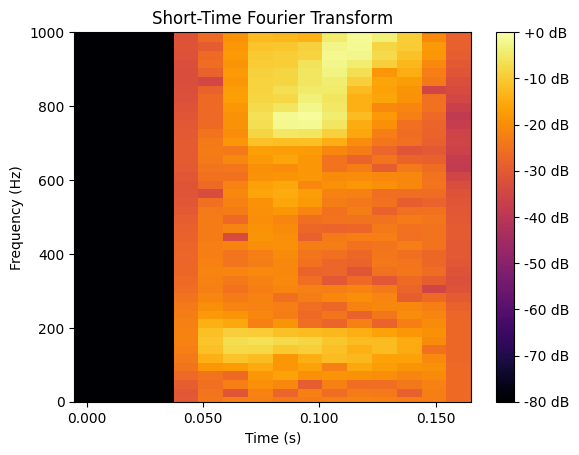 Short-Time Fourier Transform
1000
800
600
400
200
0
Frequency (Hz)
0.000
0.050
0.100
0.150
Time (s)
+0 dB
-10 dB
-20 dB
-30 dB
-40 dB
-50 dB
-60 dB
-70 dB
-80 dB